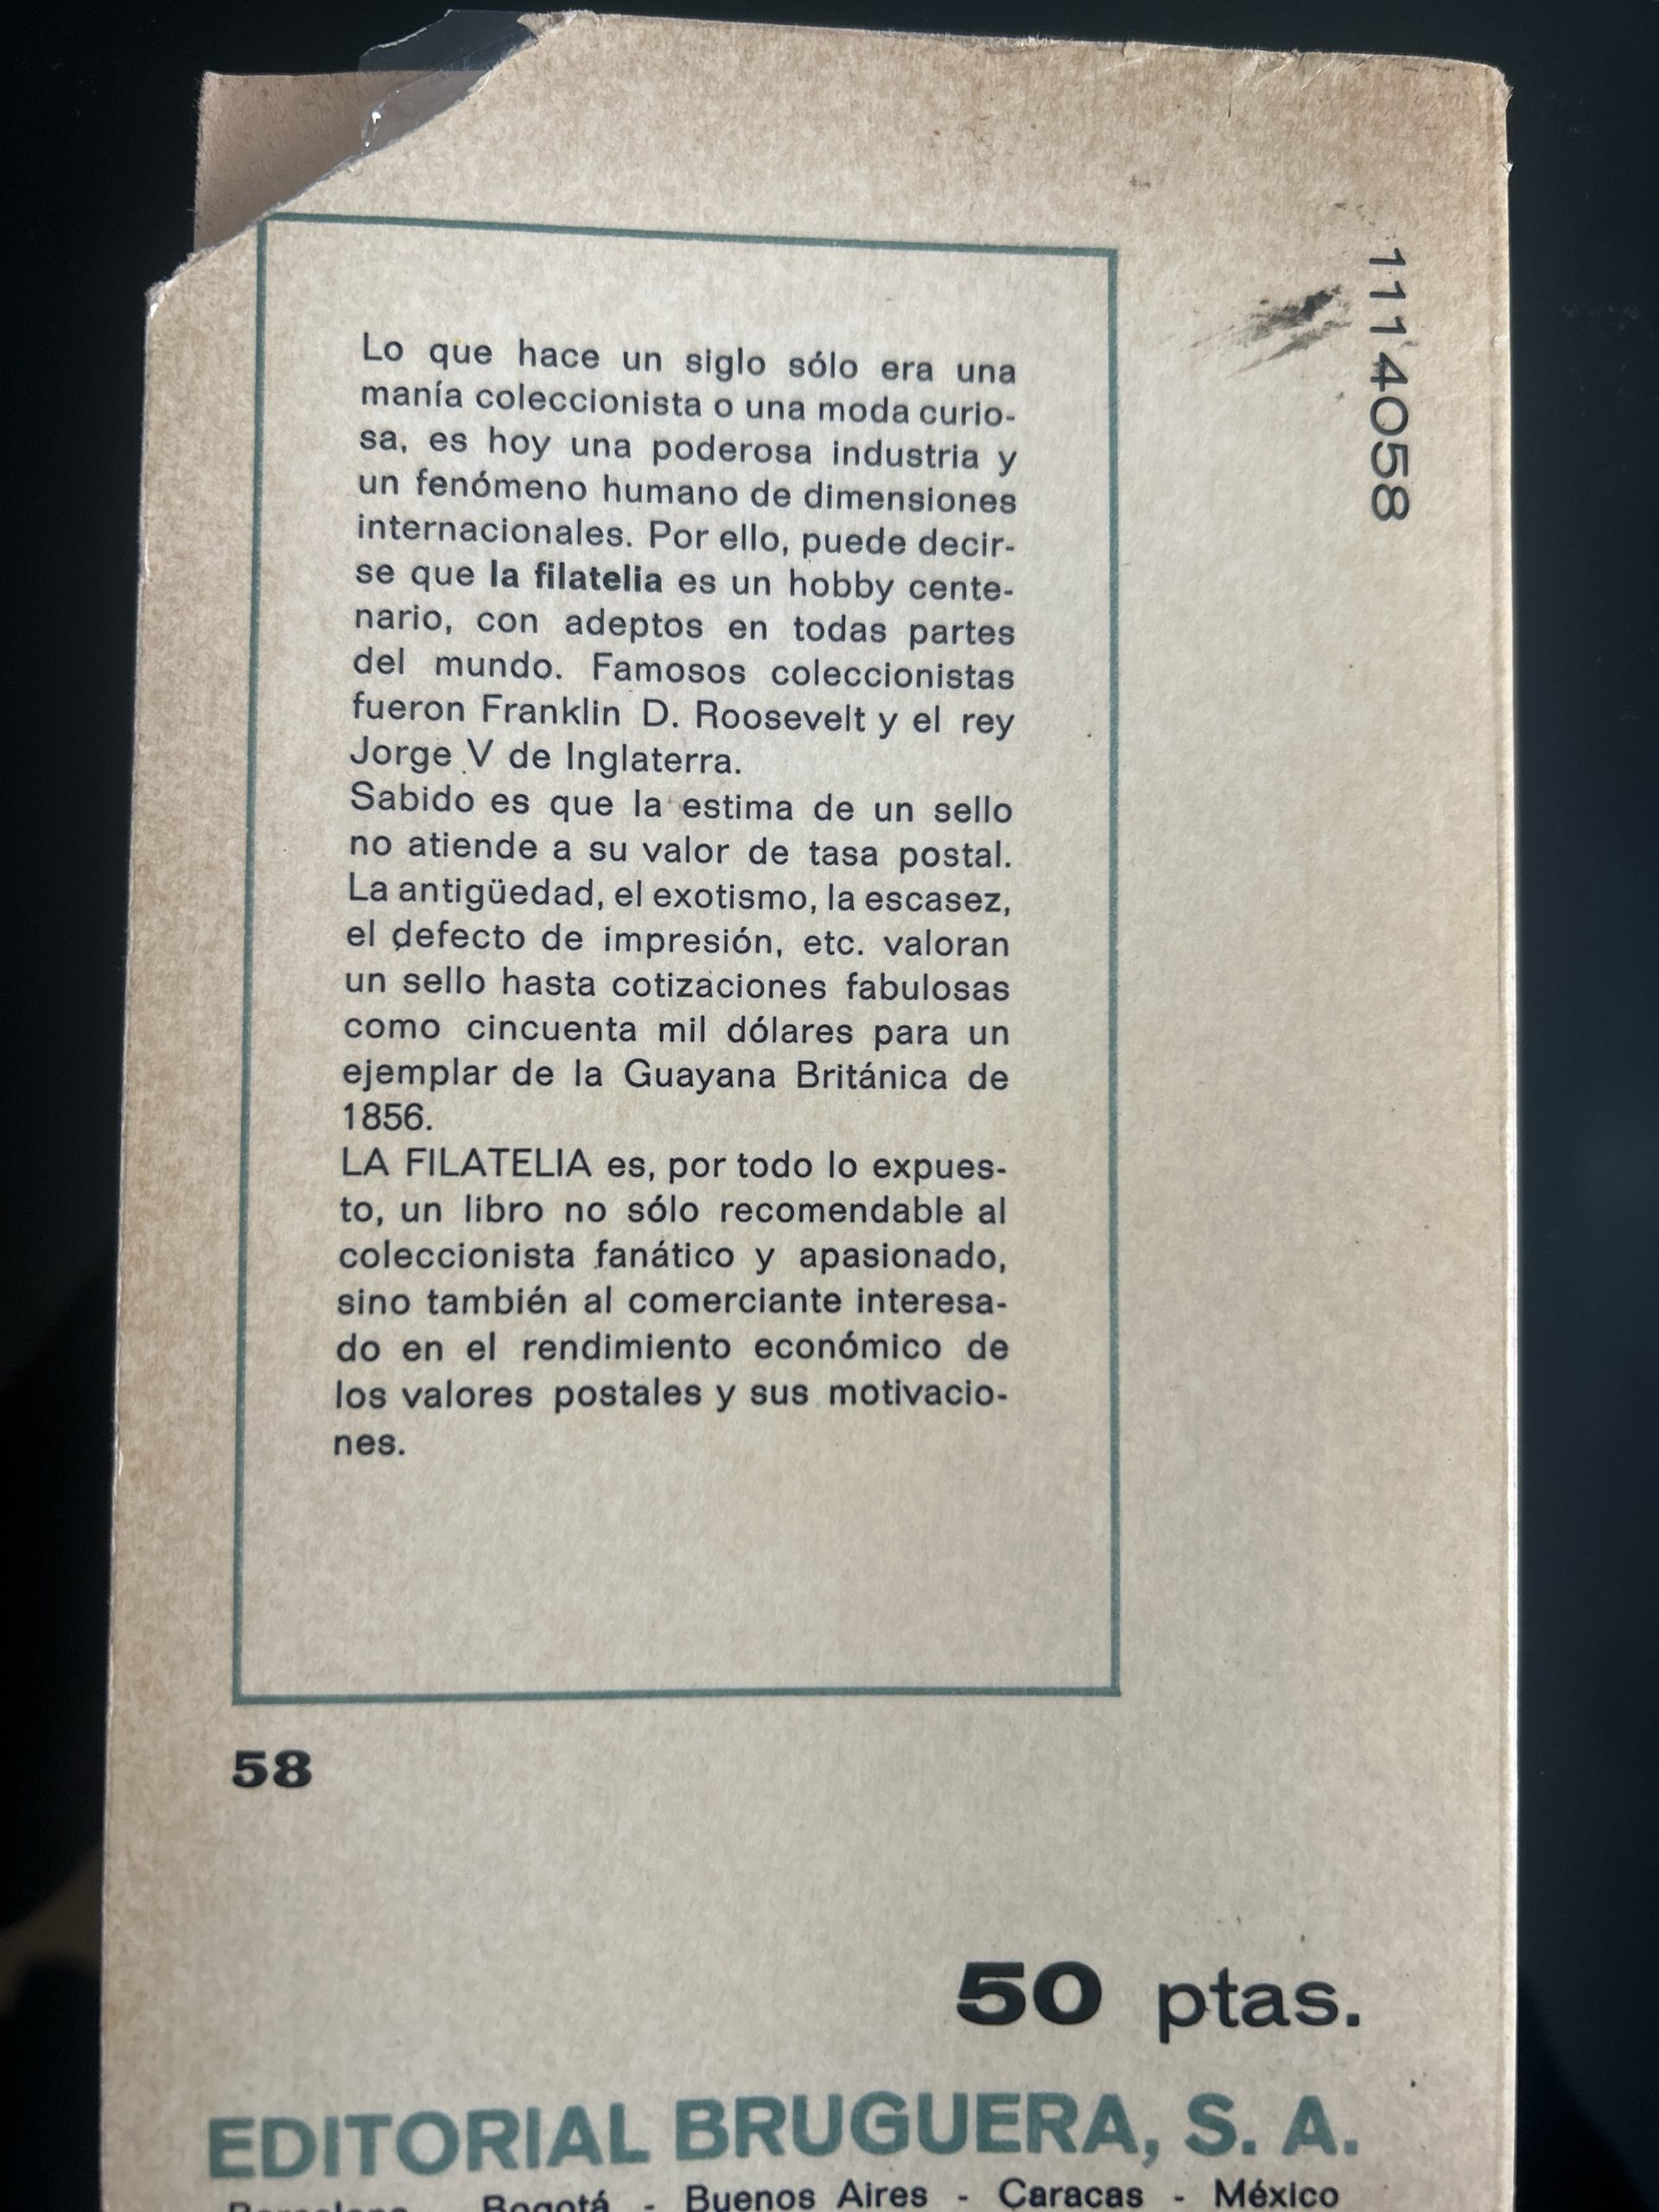 1114058
Lo que hace un siglo sólo era una
manía coleccionista o una moda curio-
sa, es hoy una poderosa industria y
un fenómeno humano de dimensiones
internacionales. Por ello, puede decir-
se que la filatelia es un hobby cente-
nario, con adeptos en todas partes
del mundo. Famosos coleccionistas
fueron Franklin D. Roosevelt y el rey
Jorge V de Inglaterra.
Sabido es que la estima de un sello
no atiende a su valor de tasa postal.
La antigüedad, el exotismo, la escasez,
el defecto de impresión, etc. valoran
un sello hasta cotizaciones fabulosas
como cincuenta mil dólares para un
ejemplar de la Guayana Británica de
1856.
LA FILATELIA es, por todo lo expues-
to, un libro no sólo recomendable al
coleccionista fanático y apasionado,
sino también al comerciante interesa-
do en el rendimiento económico de
los valores postales y sus motivacio-
nes.
58
50 ptas.
EDITORIAL BRUGUERA, S. A.
Barcelona - Bogotá - Buenos Aires - Caracas - México